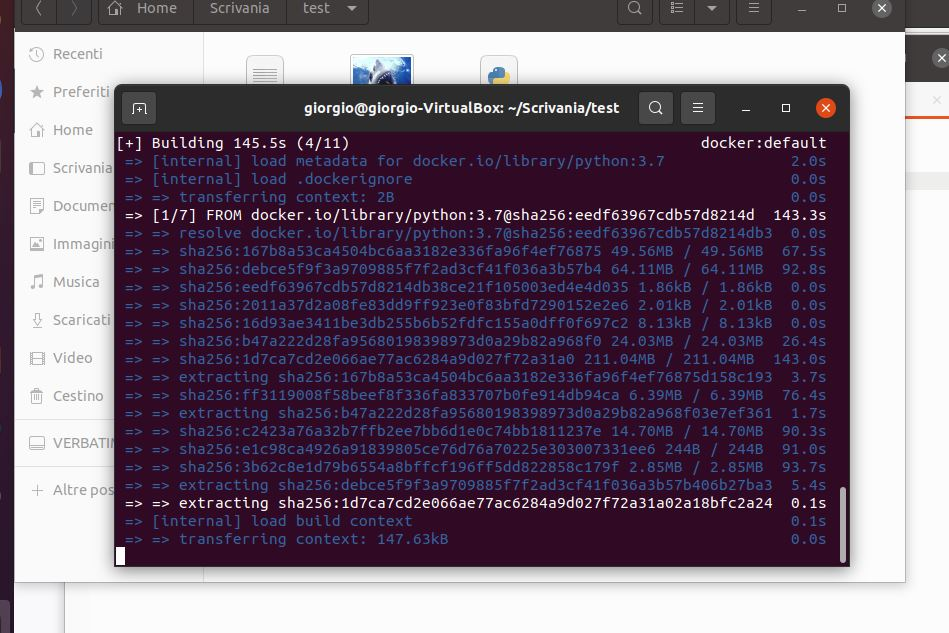 Home Scrivania test
Recenti
Preferiti
Home
Scrivania
Documen
Immagini
Musica
Scaricati
Video
Cestino
VERBATIM
Altre pos
giorgio@giorgio-VirtualBox: ~/Scrivania/test
[+] Building 145.5s (4/11) docker:default
=> [internal] load metadata for docker.io/library/python:3.7 2.0s
=> [internal] load .dockerignore 0.0s
=> => transferring context: 2B 0.0s
=> [1/7] FROM docker.io/library/python:3.7@sha256:eedf63967cdb57d8214d 143.3s
=> => resolve docker.io/library/python:3.7@sha256:eedf63967cdb57d8214db3 0.0s
=> => sha256:167b8a53ca4504bc6aa3182e336fa96f4ef76875 49.56MB / 49.56MB 67.5s
=> => sha256:debce5f9f3a9709885f7f2ad3cf41f036a3b57b4 64.11MB / 64.11MB 92.8s
=> => sha256:eedf63967cdb57d8214db38ce21f105003ed4e4d035 1.86kB / 1.86kB 0.0s
=> => sha256:2011a37d2a08fe83dd9ff923e0f83bfd7290152e2e6 2.01kB / 2.01kB 0.0s
=> => sha256:16d93ae3411be3db255b6b52fdfc155a0dff0f697c2 8.13kB / 8.13kB 0.0s
=> => sha256:b47a222d28fa95680198398973d0a29b82a968f0 24.03MB / 24.03MB 26.4s
=> => sha256:1d7ca7cd2e066ae77ac6284a9d027f72a31a0 211.04MB / 211.04MB 143.0s
=> => extracting sha256:167b8a53ca4504bc6aa3182e336fa96f4ef76875d158c193 3.7s
=> => sha256:ff3119008f58beef8f336fa833707b0fe914db94ca 6.39MB / 6.39MB 76.4s
=> => extracting sha256:b47a222d28fa95680198398973d0a29b82a968f03e7ef361 1.7s
=> => sha256:c2423a76a32b7ffb2ee7bb6d1e0c74bb1811237e 14.70MB / 14.70MB 90.3s
=> => sha256:e1c98ca4926a91839805ce76d76a70225e303007331ee6 244B / 244B 91.0s
=> => sha256:3b62c8e1d79b6554a8bffcf196ff5dd822858c179f 2.85MB / 2.85MB 93.7s
=> => extracting sha256:debce5f9f3a9709885f7f2ad3cf41f036a3b57b406b27ba3 5.4s
=> => extracting sha256:1d7ca7cd2e066ae77ac6284a9d027f72a31a02a18bfc2a24 0.1s
=> [internal] load build context 0.1s
=> => transferring context: 147.63kB 0.0s